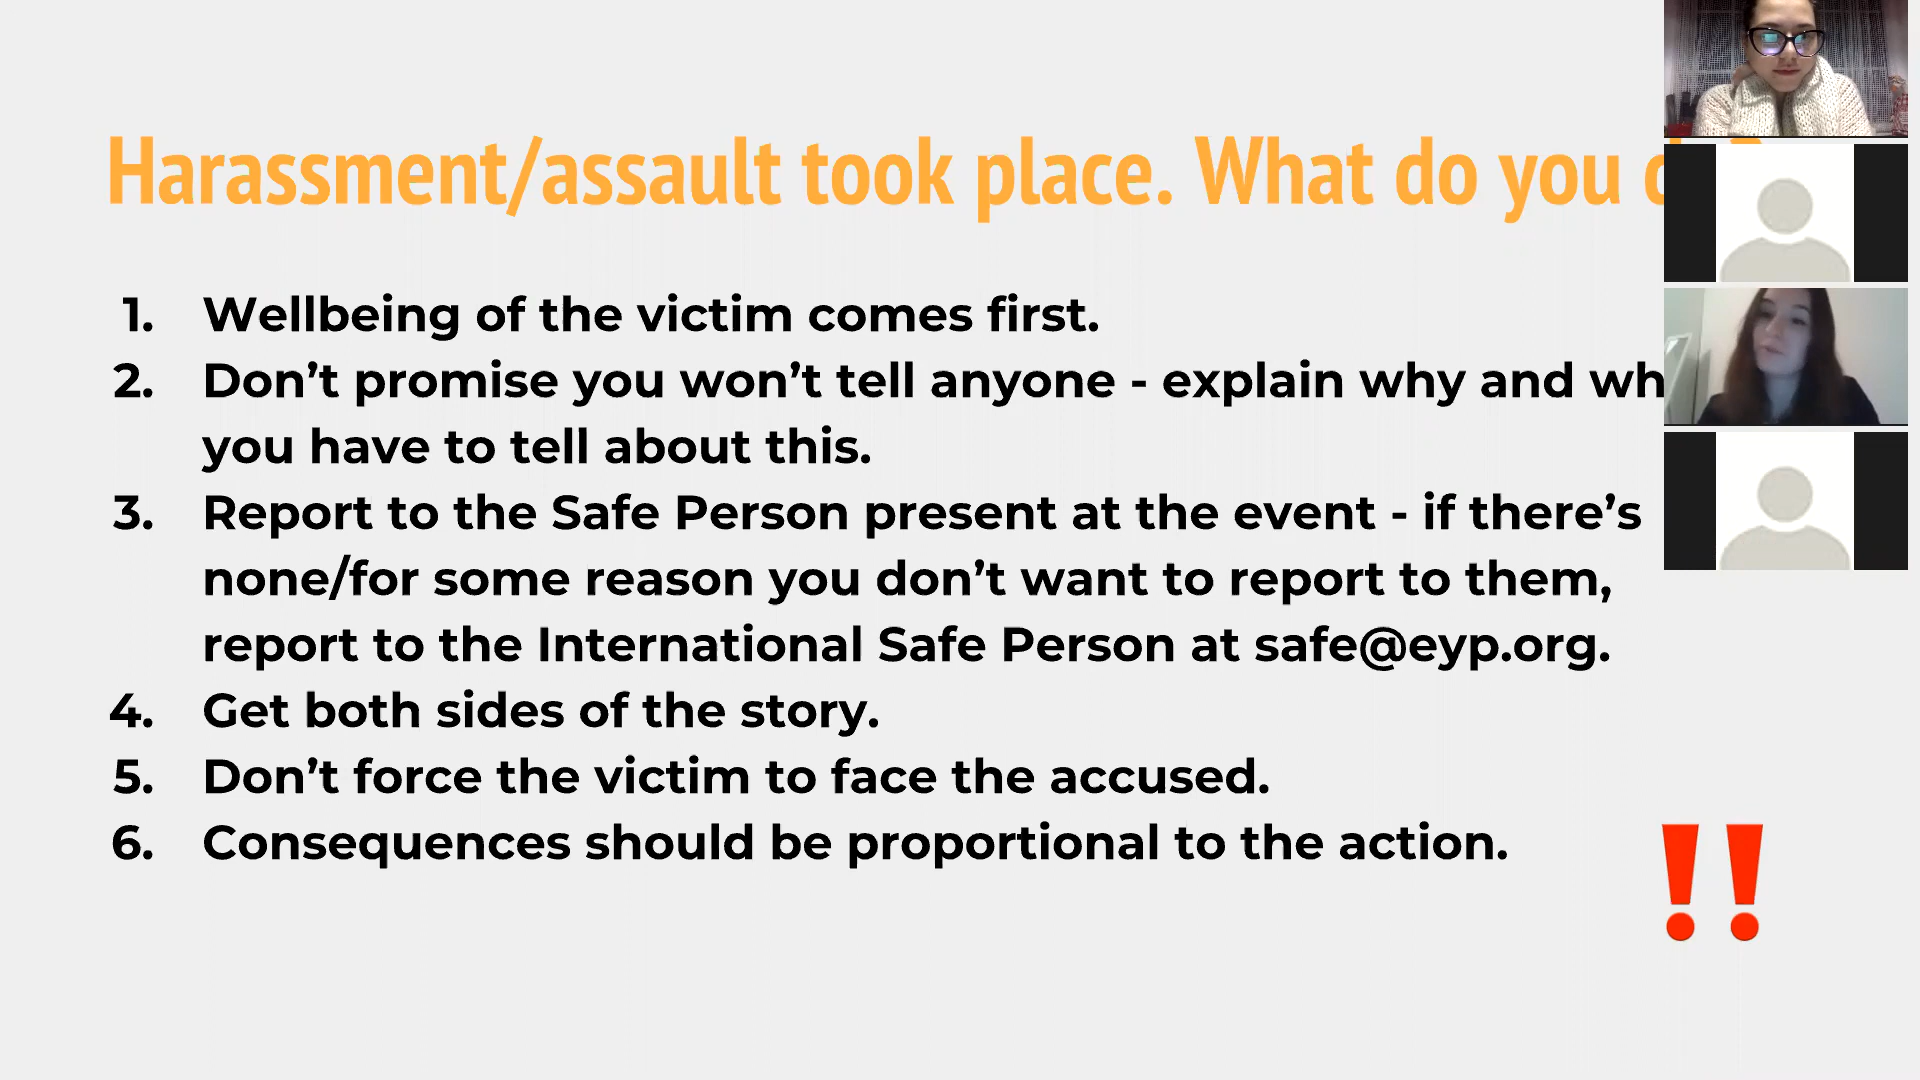 Harassment/assault took place. What do you
1. Wellbeing of the victim comes first.
2. Don’t promise you won’t tell anyone - explain why and
you have to tell about this.
3. Report to the Safe Person present at the event - if there’s
none/for some reason you don’t want to report to them,
report to the International Safe Person at safe@eyp.org.
4. Get both sides of the story.
5. Don’t force the victim to face the accused.
6. Consequences should be proportional to the action.
‼